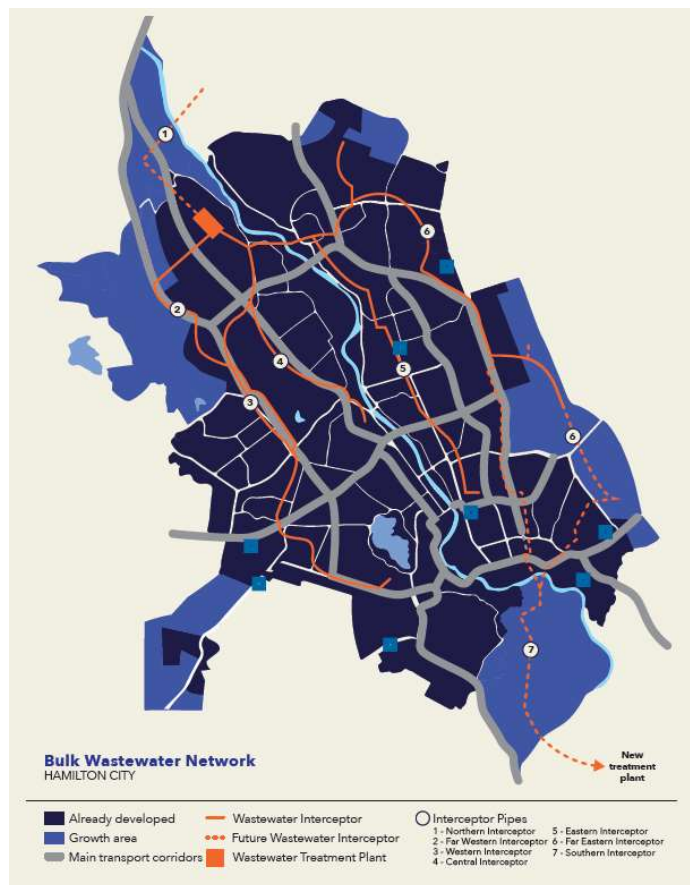 1
6
2
5
4
3
6
7
New
treatment
plant
Bulk Wastewater Network
HAMILTON CITY
Already developed
Growth area
Main transport corridors
Wastewater Interceptor
Future Wastewater Interceptor
Wastewater Treatment Plant
Interceptor Pipes
1 - Northern Interceptor
2 - Far Western Interceptor
3 - Western Interceptor
4 - Central Interceptor
5 - Eastern Interceptor
6 - Far Eastern Interceptor
7 - Southern Interceptor